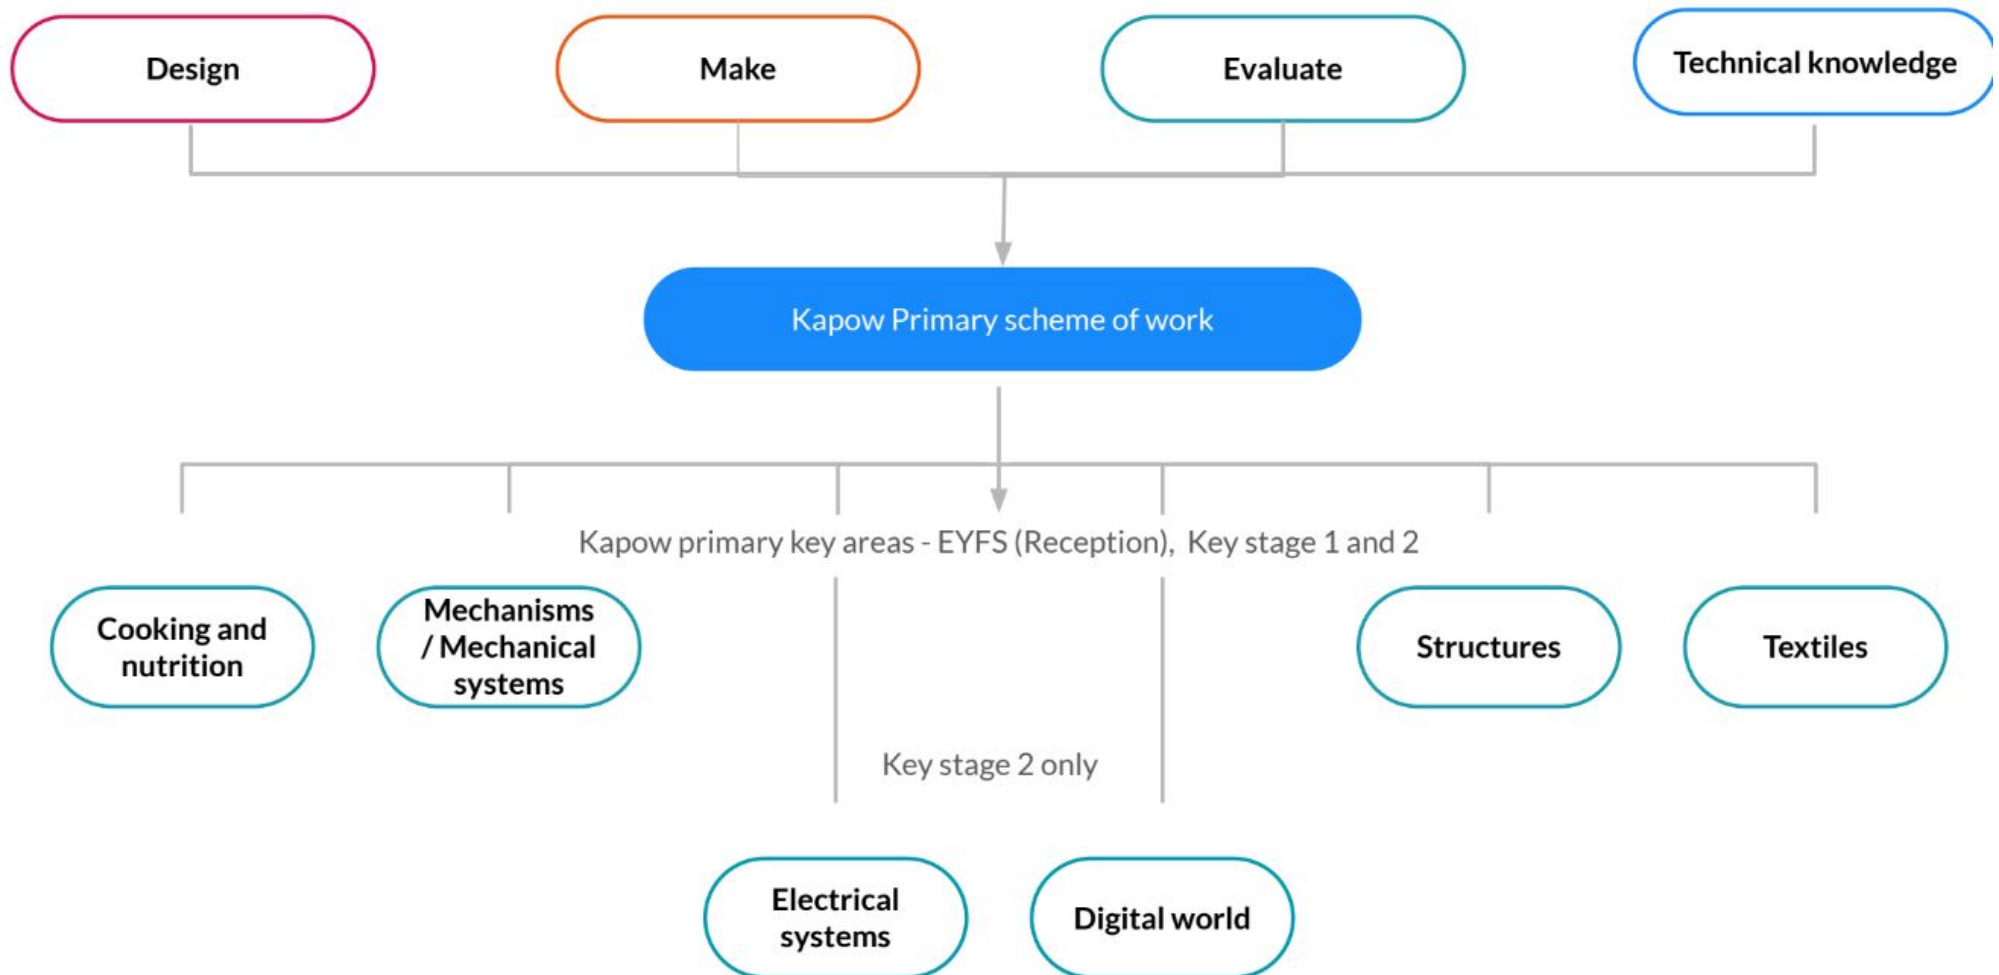 Design
Make
Evaluate
Technical knowledge
Kapow Primary scheme of work
Kapow primary key areas - EYFS (Reception), Key stage 1 and 2
Cooking and
nutrition
Mechanisms
/ Mechanical
systems
Structures
Textiles
Key stage 2 only
Electrical
systems
Digital world